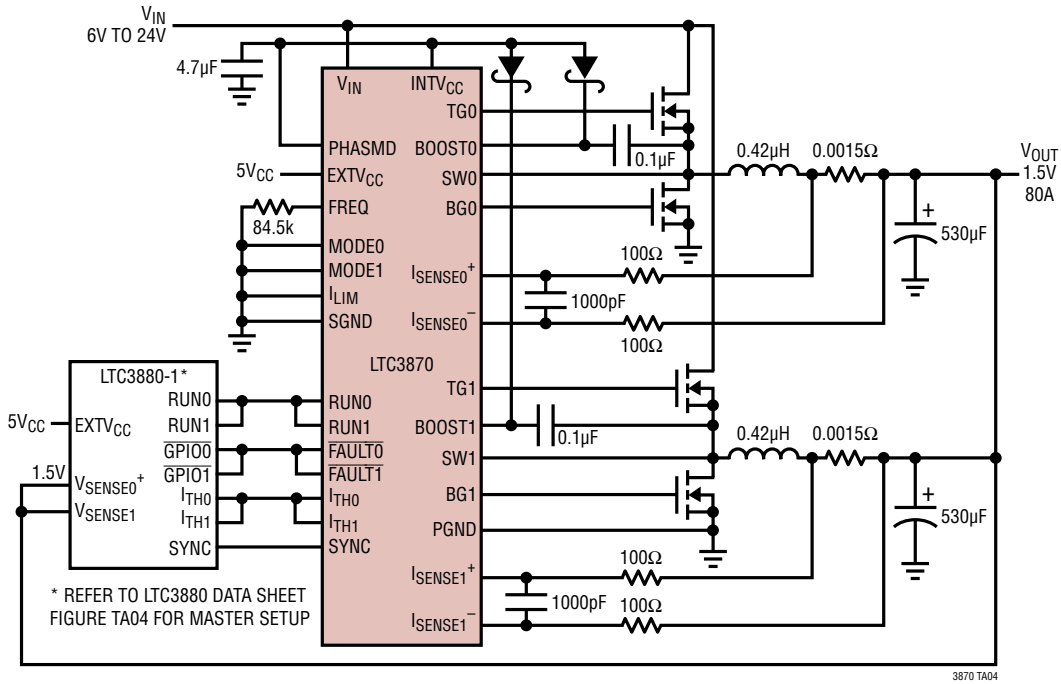 VIN
6V TO 24V
4.7µF
VIN
INTVCC
TG0
PHASMD
BOOST0
0.1µF
0.42µH
0.0015Ω
VOUT
1.5V
80A
5VCC
EXTVCC
SW0
FREQ
BG0
84.5k
530µF
+
MODE0
MODE1
ILIM
SGND
ISENSE0+
100Ω
1000pF
ISENSE0–
100Ω
LTC3870
LTC3880-1*
TG1
RUN0
RUN0
RUN1
RUN1
5VCC
EXTVCC
BOOST1
0.1µF
GPIO0
FAULT0
GPIO1
FAULT1
SW1
0.42µH
0.0015Ω
1.5V
VSENSE0+
ITH0
ITH0
BG1
VSENSE1
ITH1
ITH1
PGND
+
530µF
SYNC
SYNC
ISENSE1+
100Ω
1000pF
ISENSE1–
100Ω
* REFER TO LTC3880 DATA SHEET
FIGURE TA04 FOR MASTER SETUP
3870 TA04